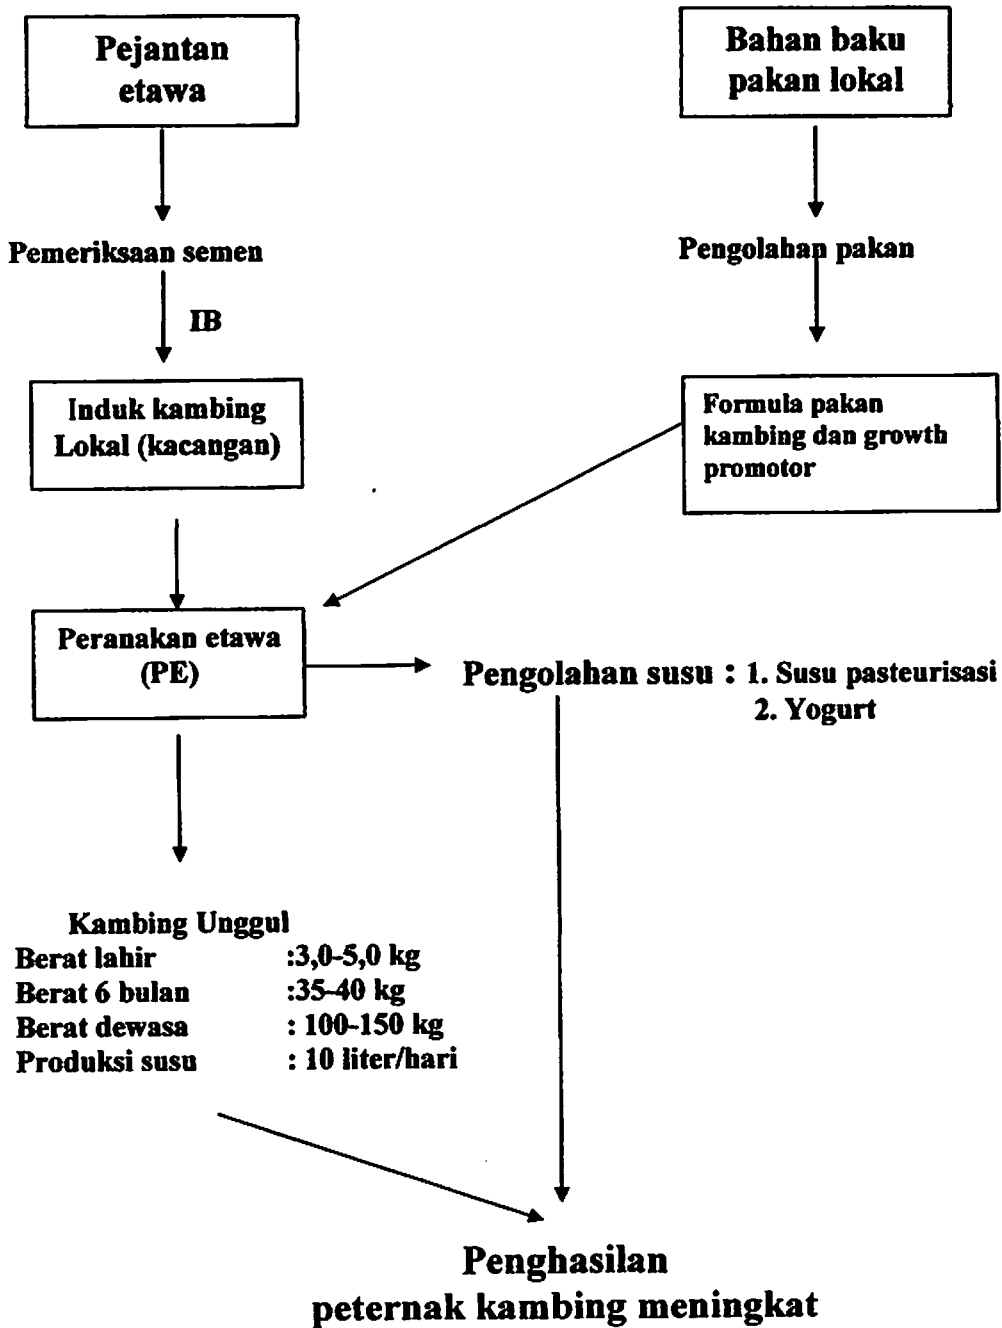 Pejantan
etawa
Bahan baku
pakan lokal
Pemeriksaan semen
Pengolahan pakan
IB
Induk kambing
Lokal (kacangan)
Formula pakan
kambing dan growth
promotor
Peranakan etawa
(PE)
Pengolahan susu : 1. Susu pasteurisasi
2. Yogurt
Kambing Unggul
Berat lahir :3,0-5,0 kg
Berat 6 bulan :35-40 kg
Berat dewasa : 100-150 kg
Produksi susu : 10 liter/hari
Penghasilan
peternak kambing meningkat